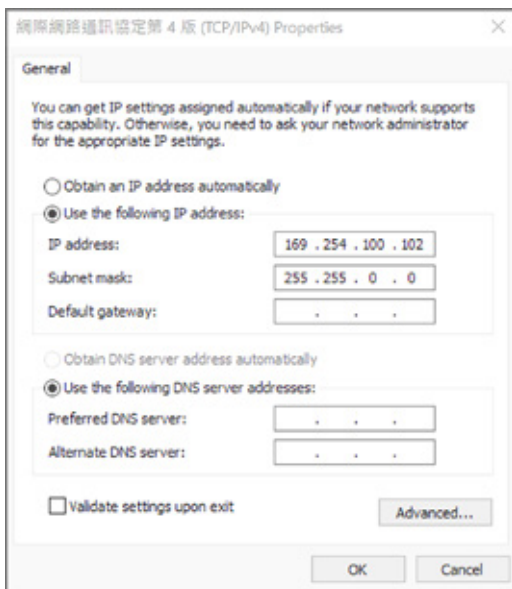 網際網路通訊協定第 4 版 (TCP/IPv4) Properties
General
You can get IP settings assigned automatically if your network supports
this capability. Otherwise, you need to ask your network administrator
for the appropriate IP settings.
Obtain an IP address automatically
Use the following IP address:
IP address: 169 . 254 . 100 . 102
Subnet mask: 255 . 255 . 0 . 0
Default gateway: . . .
Obtain DNS server address automatically
Use the following DNS server addresses:
Preferred DNS server: . . .
Alternate DNS server: . . .
Validate settings upon exit
Advanced...
OK Cancel